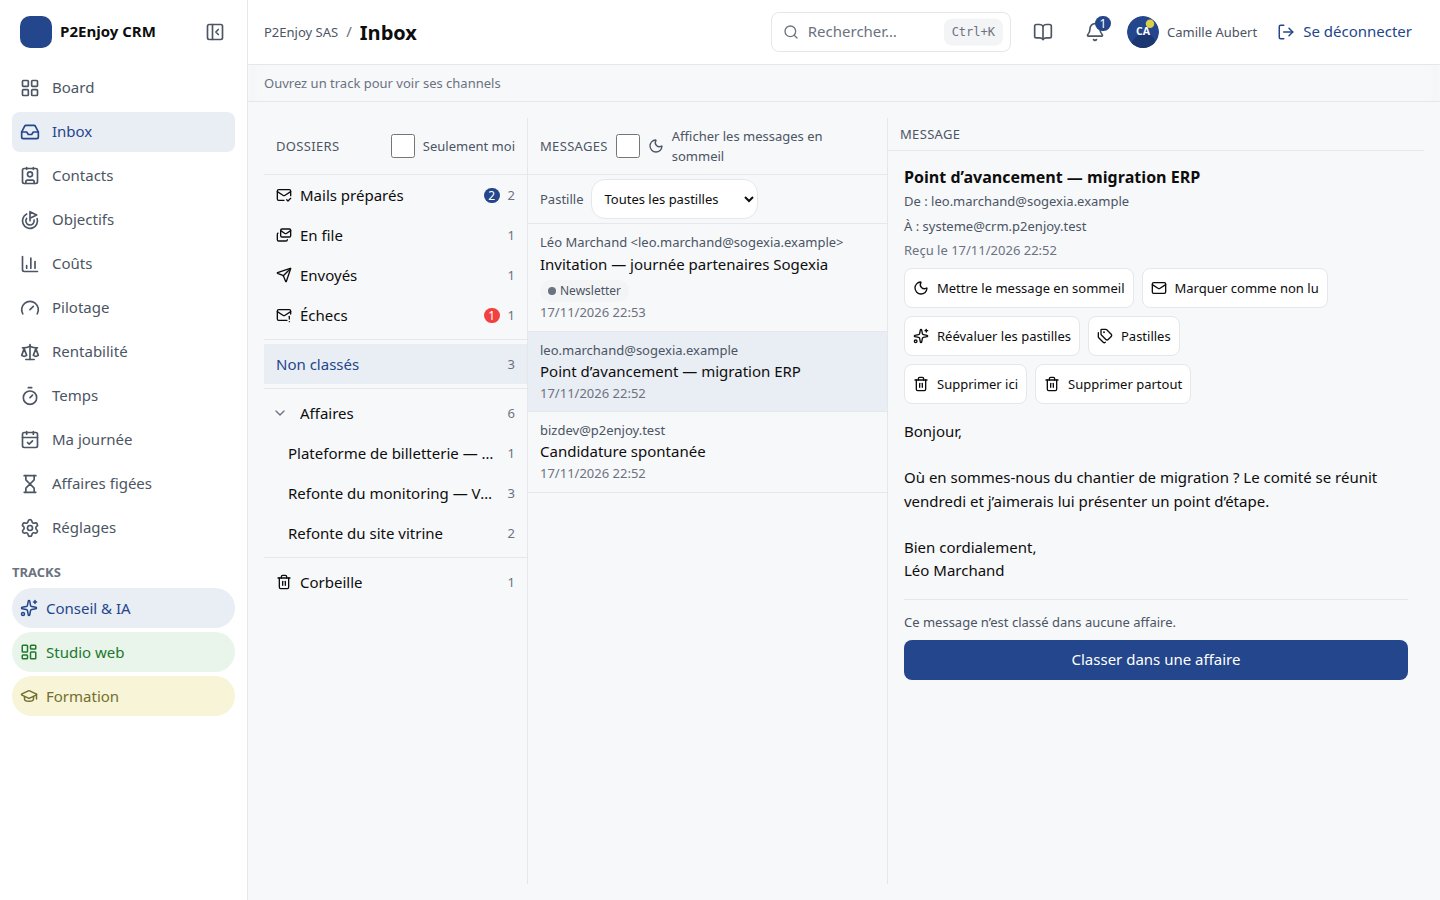 P2Enjoy CRM
Board
Inbox
Contacts
Objectifs
Coûts
Pilotage
Rentabilité
Temps
Ma journée
Affaires figées
Réglages
TRACKS
Conseil & IA
Studio web
Formation
P2Enjoy SAS / Inbox
Rechercher...
Ctrl+K
1
CA
Camille Aubert
Se déconnecter
Ouvrez un track pour voir ses channels
DOSSIERS
Seulement moi
Mails préparés 2 2
En file 1
Envoyés 1
Échecs 1 1
Non classés 3
Affaires 6
Plateforme de billetterie — ... 1
Refonte du monitoring — V... 3
Refonte du site vitrine 2
Corbeille 1
MESSAGES
Afficher les messages en
sommeil
Pastille
Toutes les pastilles
Léo Marchand <leo.marchand@sogexia.example>
Invitation — journée partenaires Sogexia
Newsletter
17/11/2026 22:53
leo.marchand@sogexia.example
Point d’avancement — migration ERP
17/11/2026 22:52
bizdev@p2enjoy.test
Candidature spontanée
17/11/2026 22:52
MESSAGE
Point d’avancement — migration ERP
De : leo.marchand@sogexia.example
À : systeme@crm.p2enjoy.test
Reçu le 17/11/2026 22:52
Mettre le message en sommeil
Marquer comme non lu
Réévaluer les pastilles
Pastilles
Supprimer ici
Supprimer partout
Bonjour,
Où en sommes-nous du chantier de migration ? Le comité se réunit
vendredi et j’aimerais lui présenter un point d’étape.
Bien cordialement,
Léo Marchand
Ce message n’est classé dans aucune affaire.
Classer dans une affaire